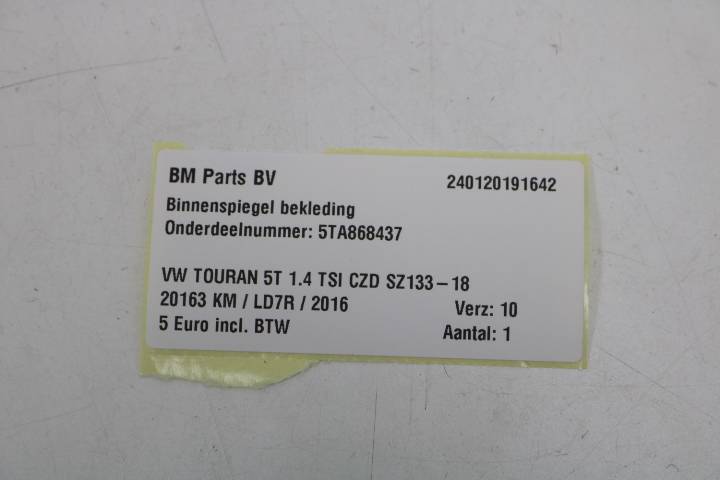 BM Parts BV 240120191642
Binnenspiegel bekleding
Onderdeelnummer: 5TA868437
VW TOURAN 5T 1.4 TSI CZD SZ133-18
20163 KM / LD7R / 2016 Verz: 10
5 Euro incl. BTW Aantal: 1